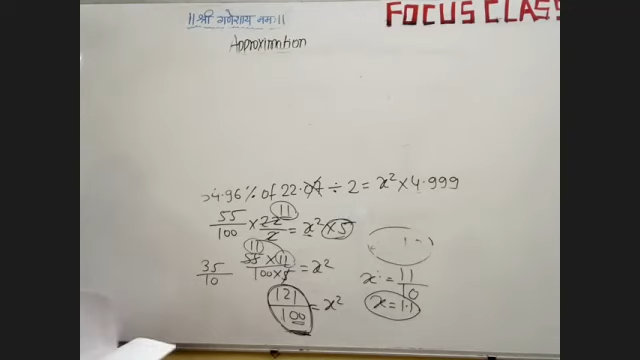 ||श्री गणेशाय नमः||
FOCUS CLASS
Approximation
54.96% of 22.07 ÷ 2 = x² × 4.999
55/100 × 22/2 = x² × 5
11
11
35/10
55 × 11 / 100 × 5 = x²
x = 11/10
121/100 = x²
x = 1.1